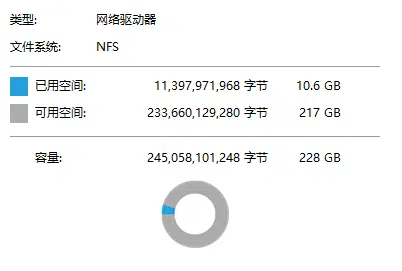 类型: 网络驱动器
文件系统: NFS
已用空间: 11,397,971,968 字节 10.6 GB
可用空间: 233,660,129,280 字节 217 GB
容量: 245,058,101,248 字节 228 GB